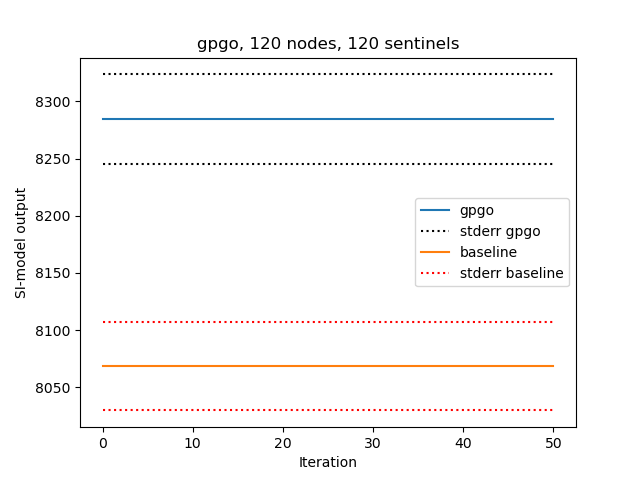 gpgo, 120 nodes, 120 sentinels
8300
8250
8200
8150
8100
8050
SI-model output
gpgo
stderr gpgo
baseline
stderr baseline
0 10 20 30 40 50
Iteration